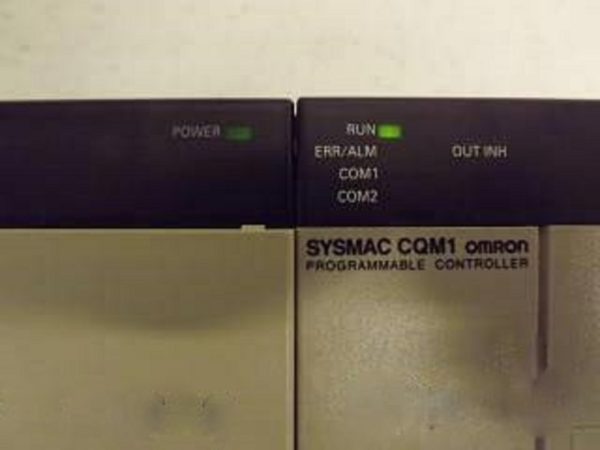 POWER
RUN
ERR/ALM
OUT INH
COM1
COM2
SYSMAC CQM1 omron
PROGRAMMABLE CONTROLLER